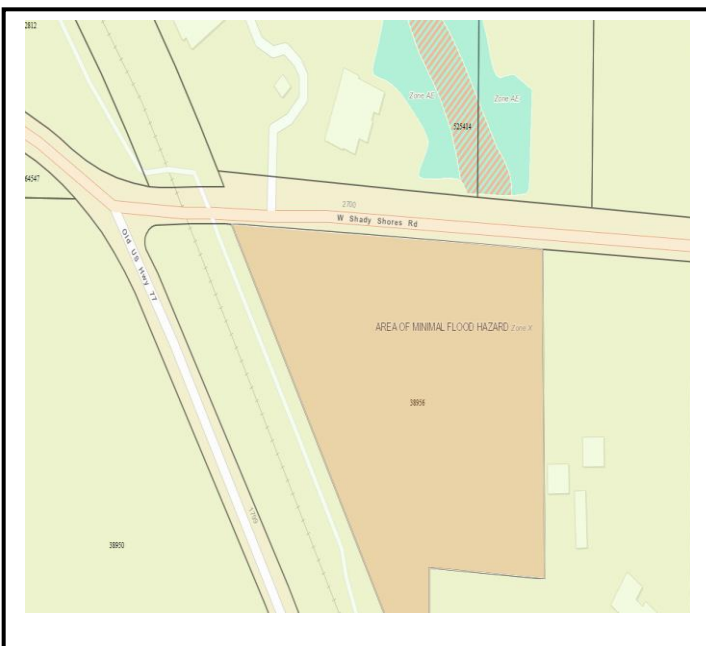 2812
Zone AE
Zone AE
525414
64547
2700
W Shady Shores Rd
Old US Hwy 77
AREA OF MINIMAL FLOOD HAZARD Zone X
38956
1799
38950